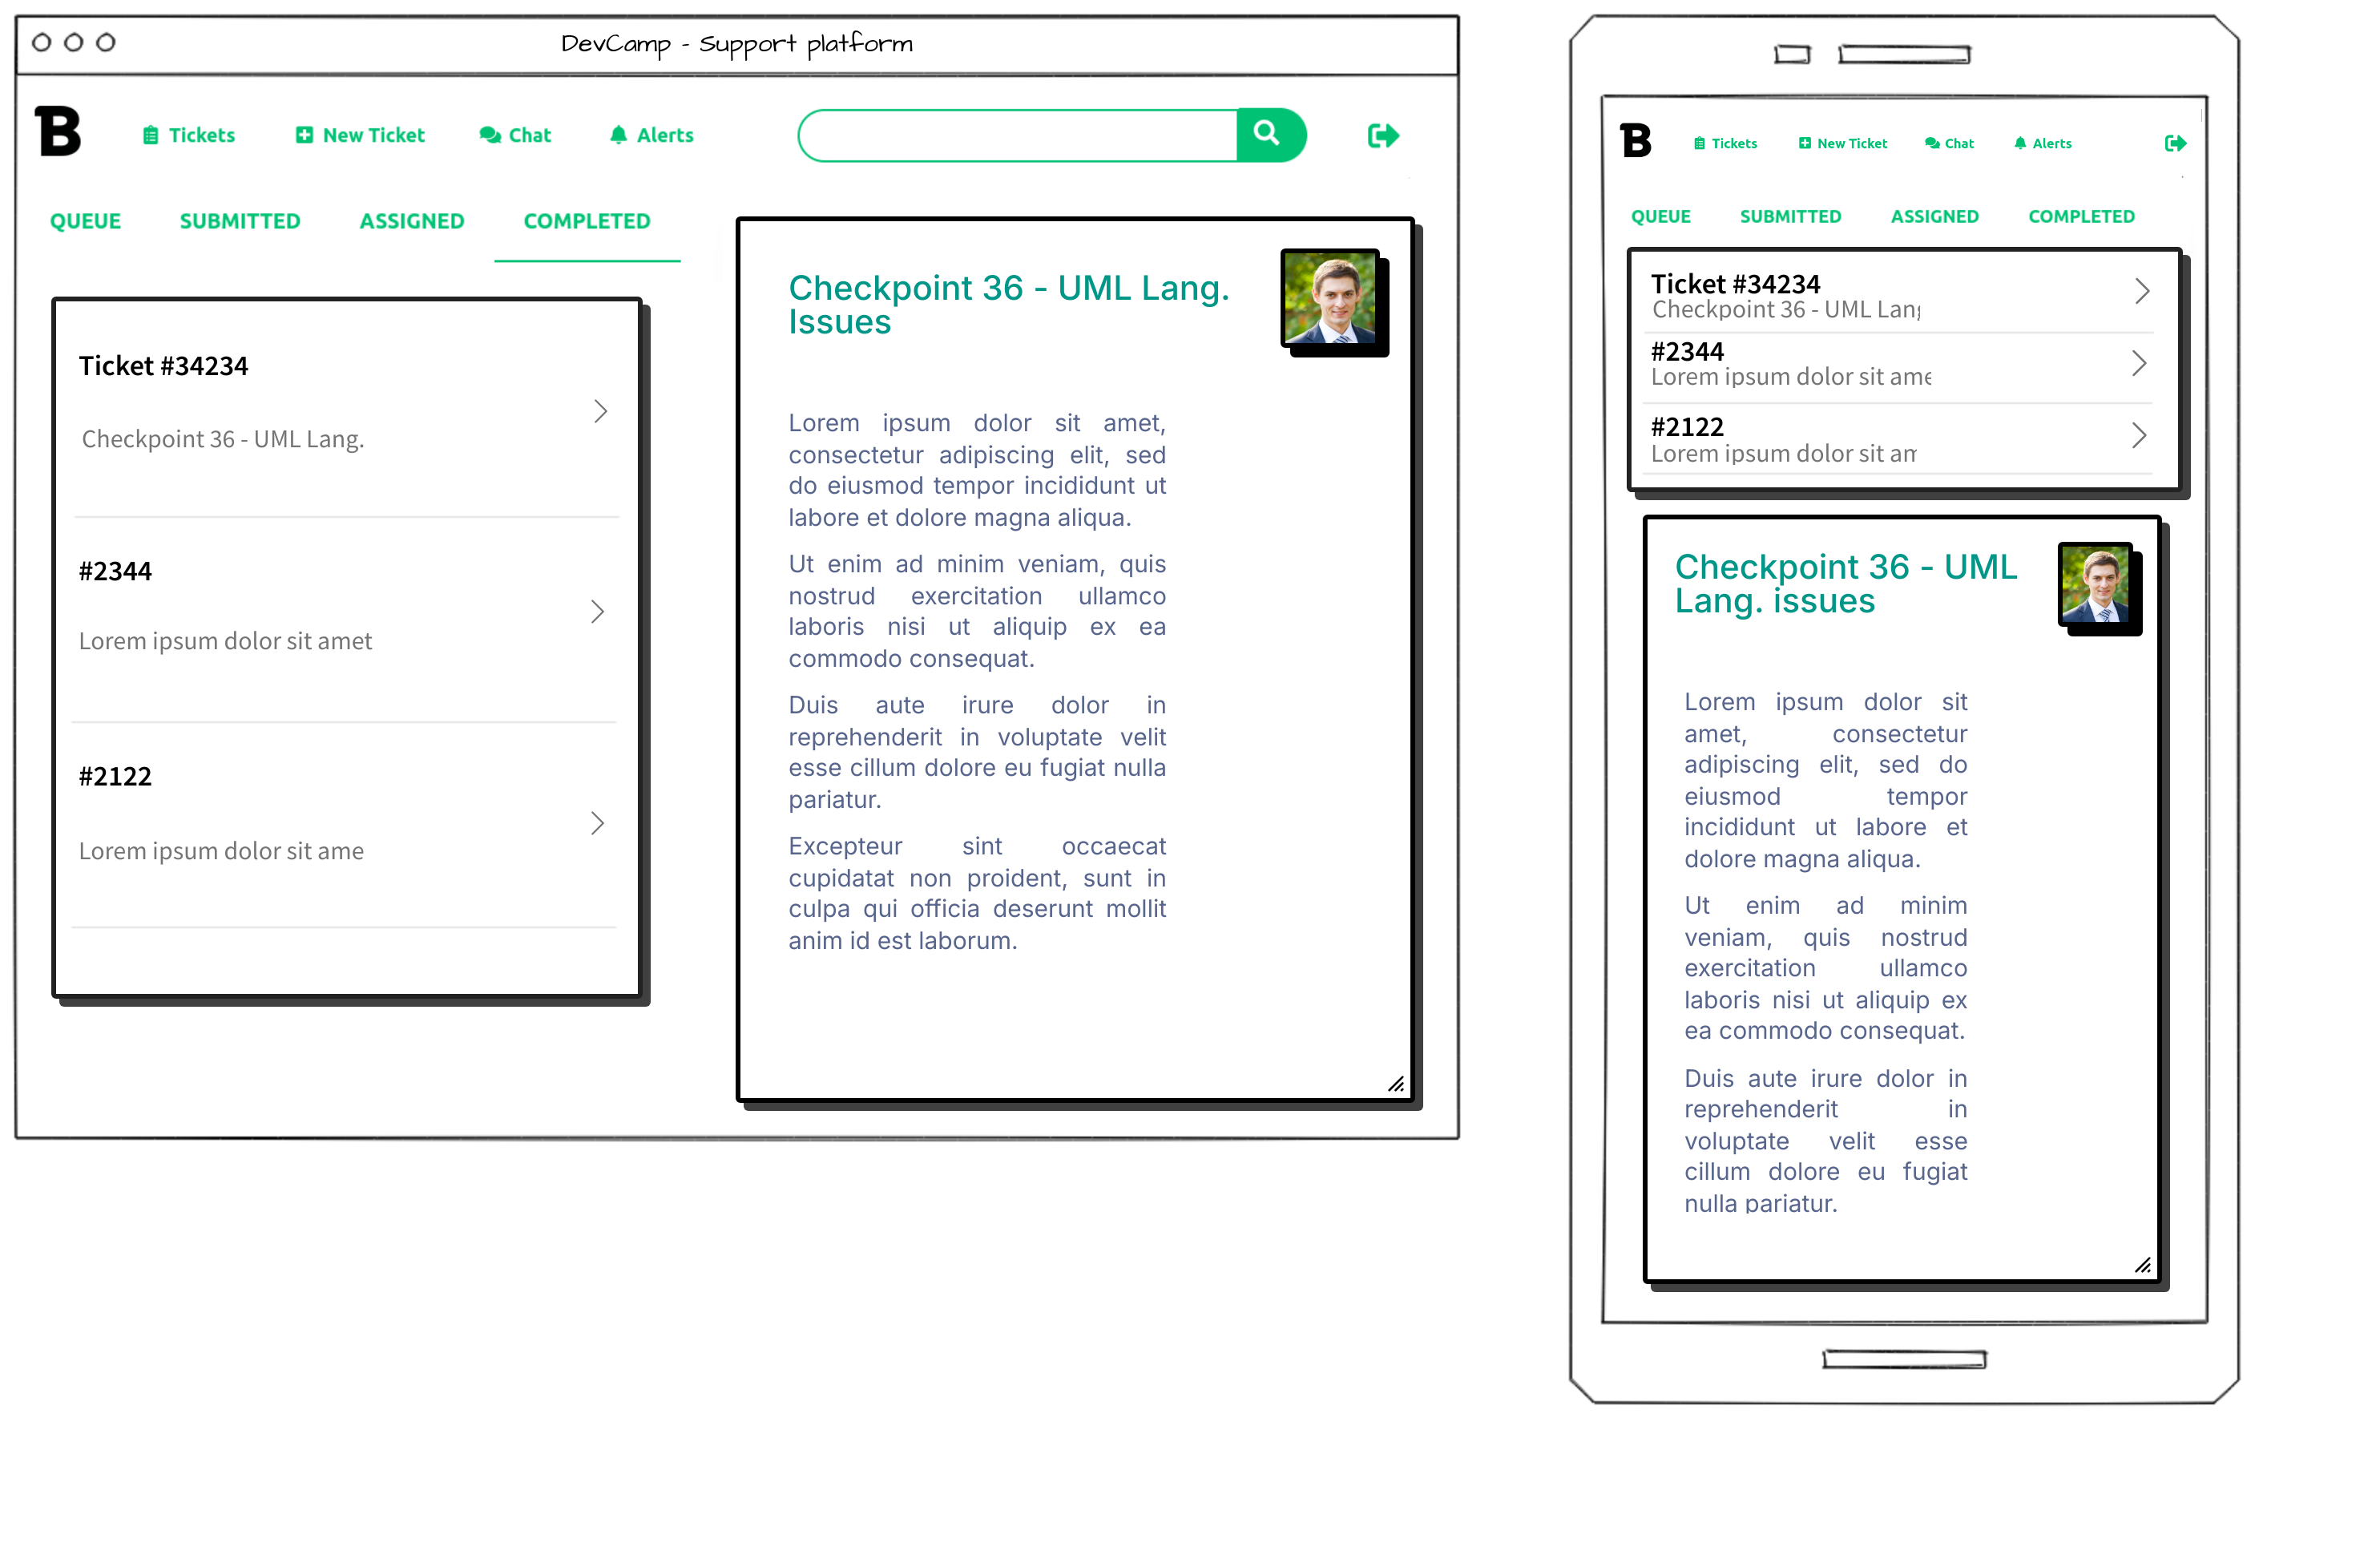 DevCamp - Support platform
B Tickets New Ticket Chat Alerts
QUEUE SUBMITTED ASSIGNED COMPLETED
Ticket #34234
Checkpoint 36 - UML Lang.
#2344
Lorem ipsum dolor sit amet
#2122
Lorem ipsum dolor sit ame
Checkpoint 36 - UML Lang.
Issues
Lorem ipsum dolor sit amet,
consectetur adipiscing elit, sed
do eiusmod tempor incididunt ut
labore et dolore magna aliqua.
Ut enim ad minim veniam, quis
nostrud exercitation ullamco
laboris nisi ut aliquip ex ea
commodo consequat.
Duis aute irure dolor in
reprehenderit in voluptate velit
esse cillum dolore eu fugiat nulla
pariatur.
Excepteur sint occaecat
cupidatat non proident, sunt in
culpa qui officia deserunt mollit
anim id est laborum.
B Tickets New Ticket Chat Alerts
QUEUE SUBMITTED ASSIGNED COMPLETED
Ticket #34234
Checkpoint 36 - UML Lang
#2344
Lorem ipsum dolor sit ame
#2122
Lorem ipsum dolor sit am
Checkpoint 36 - UML
Lang. issues
Lorem ipsum dolor sit
amet, consectetur
adipiscing elit, sed do
eiusmod tempor
incididunt ut labore et
dolore magna aliqua.
Ut enim ad minim
veniam, quis nostrud
exercitation ullamco
laboris nisi ut aliquip ex
ea commodo consequat.
Duis aute irure dolor in
reprehenderit in
voluptate velit esse
cillum dolore eu fugiat
nulla pariatur.